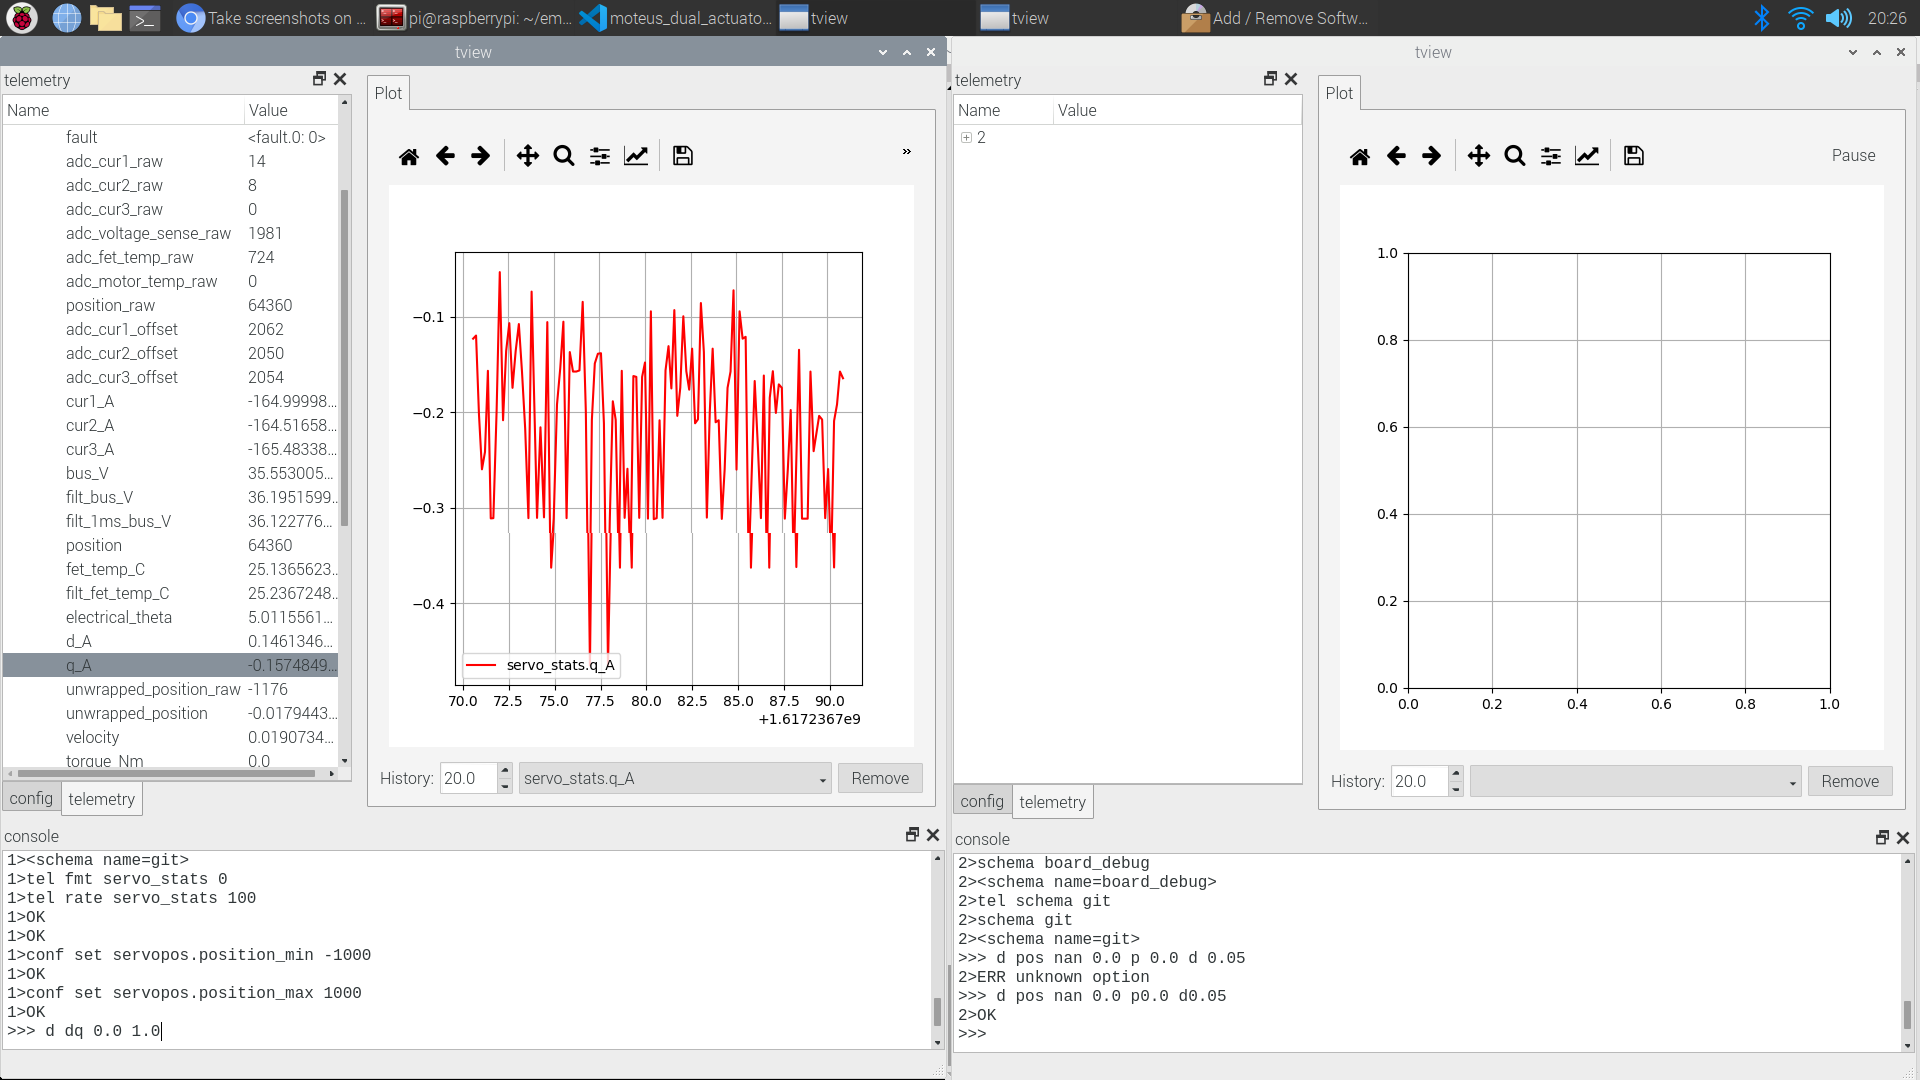 Take screenshots on ...
pi@raspberrypi: ~/em...
moteus_dual_actuato...
tview
tview
Add / Remove Softw...
20:26
tview
telemetry
Name Value
fault <fault.0: 0>
adc_cur1_raw 14
adc_cur2_raw 8
adc_cur3_raw 0
adc_voltage_sense_raw 1981
adc_fet_temp_raw 724
adc_motor_temp_raw 0
position_raw 64360
adc_cur1_offset 2062
adc_cur2_offset 2050
adc_cur3_offset 2054
cur1_A -164.99998...
cur2_A -164.51658...
cur3_A -165.48338...
bus_V 35.553005...
filt_bus_V 36.1951599...
filt_1ms_bus_V 36.122776...
position 64360
fet_temp_C 25.1365623...
filt_fet_temp_C 25.2367248...
electrical_theta 5.0115561...
d_A 0.1461346...
q_A -0.1574849...
unwrapped_position_raw -1176
unwrapped_position -0.0179443...
velocity 0.0190734...
torque_Nm 0.0
config telemetry
Plot
»
−0.1
−0.2
−0.3
−0.4
servo_stats.q_A
70.0 72.5 75.0 77.5 80.0 82.5 85.0 87.5 90.0
+1.6172367e9
History: 20.0 servo_stats.q_A Remove
console
1><schema name=git>
1>tel fmt servo_stats 0
1>tel rate servo_stats 100
1>OK
1>OK
1>conf set servopos.position_min -1000
1>OK
1>conf set servopos.position_max 1000
1>OK
>>> d dq 0.0 1.0
tview
telemetry
Name Value
2
config telemetry
Plot
Pause
1.0
0.8
0.6
0.4
0.2
0.0
0.0 0.2 0.4 0.6 0.8 1.0
History: 20.0 Remove
console
2>schema board_debug
2><schema name=board_debug>
2>tel schema git
2>schema git
2><schema name=git>
>>> d pos nan 0.0 p 0.0 d 0.05
2>ERR unknown option
>>> d pos nan 0.0 p0.0 d0.05
2>OK
>>>